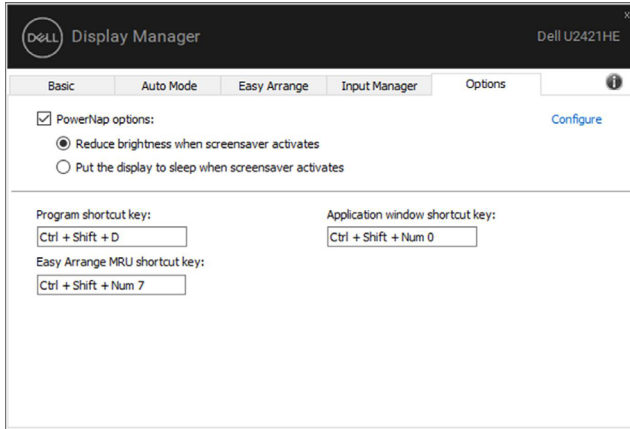 x
DELL Display Manager
Dell U2421HE
Basic Auto Mode Easy Arrange Input Manager Options i
PowerNap options:
Configure
Reduce brightness when screensaver activates
Put the display to sleep when screensaver activates
Program shortcut key:
Application window shortcut key:
Ctrl + Shift + D
Ctrl + Shift + Num 0
Easy Arrange MRU shortcut key:
Ctrl + Shift + Num 7